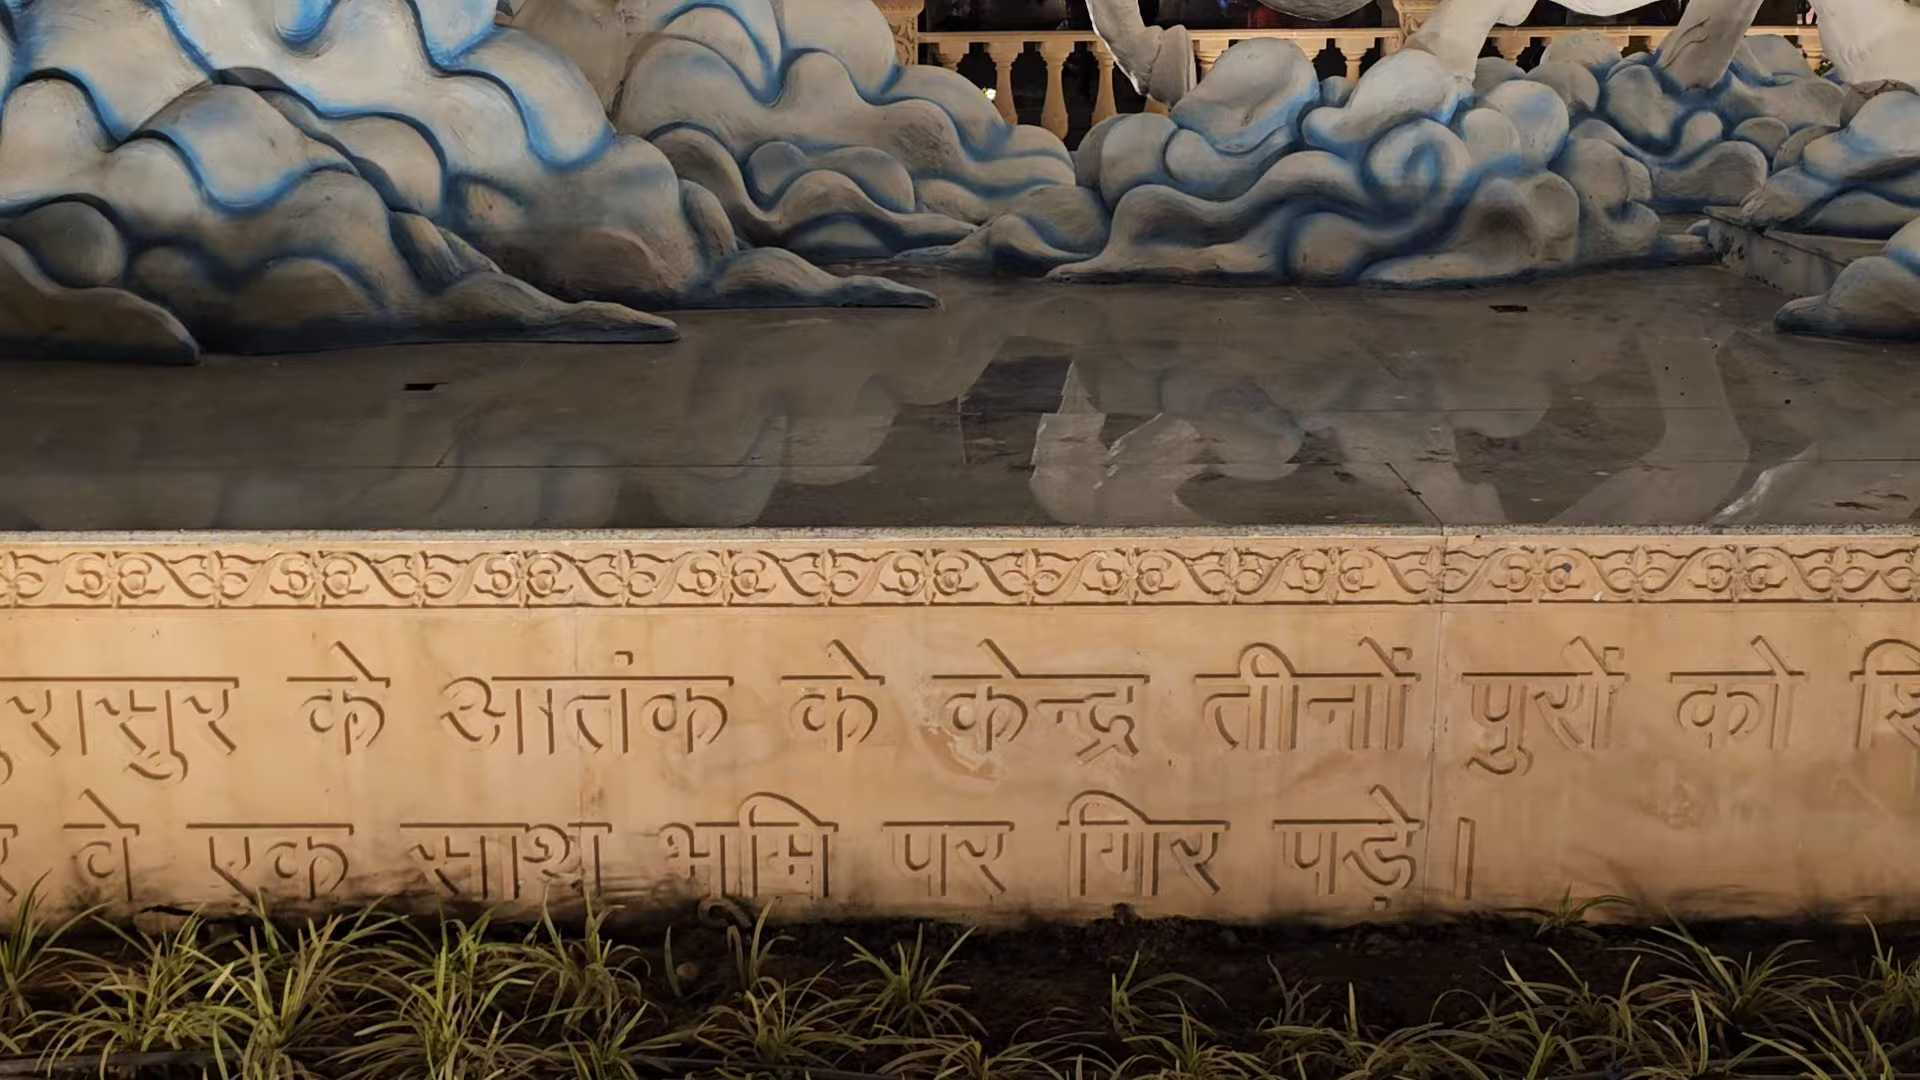 पुरासुर के आतंक के केन्द्र तीनों पुरों को
वे एक साथ भूमि पर गिर पड़े।